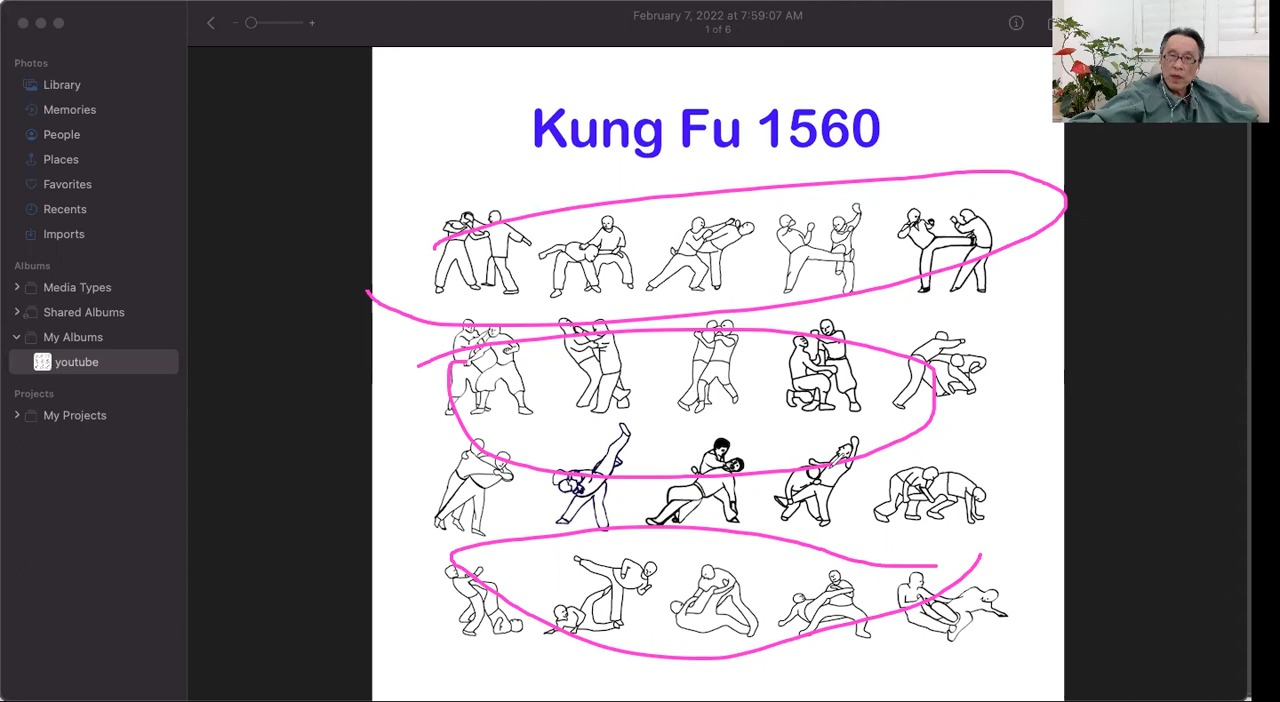 February 7, 2022 at 7:59:07 AM
1 of 6
Photos
Library
Memories
People
Places
Favorites
Recents
Imports
Albums
Media Types
Shared Albums
My Albums
youtube
Projects
My Projects
Kung Fu 1560